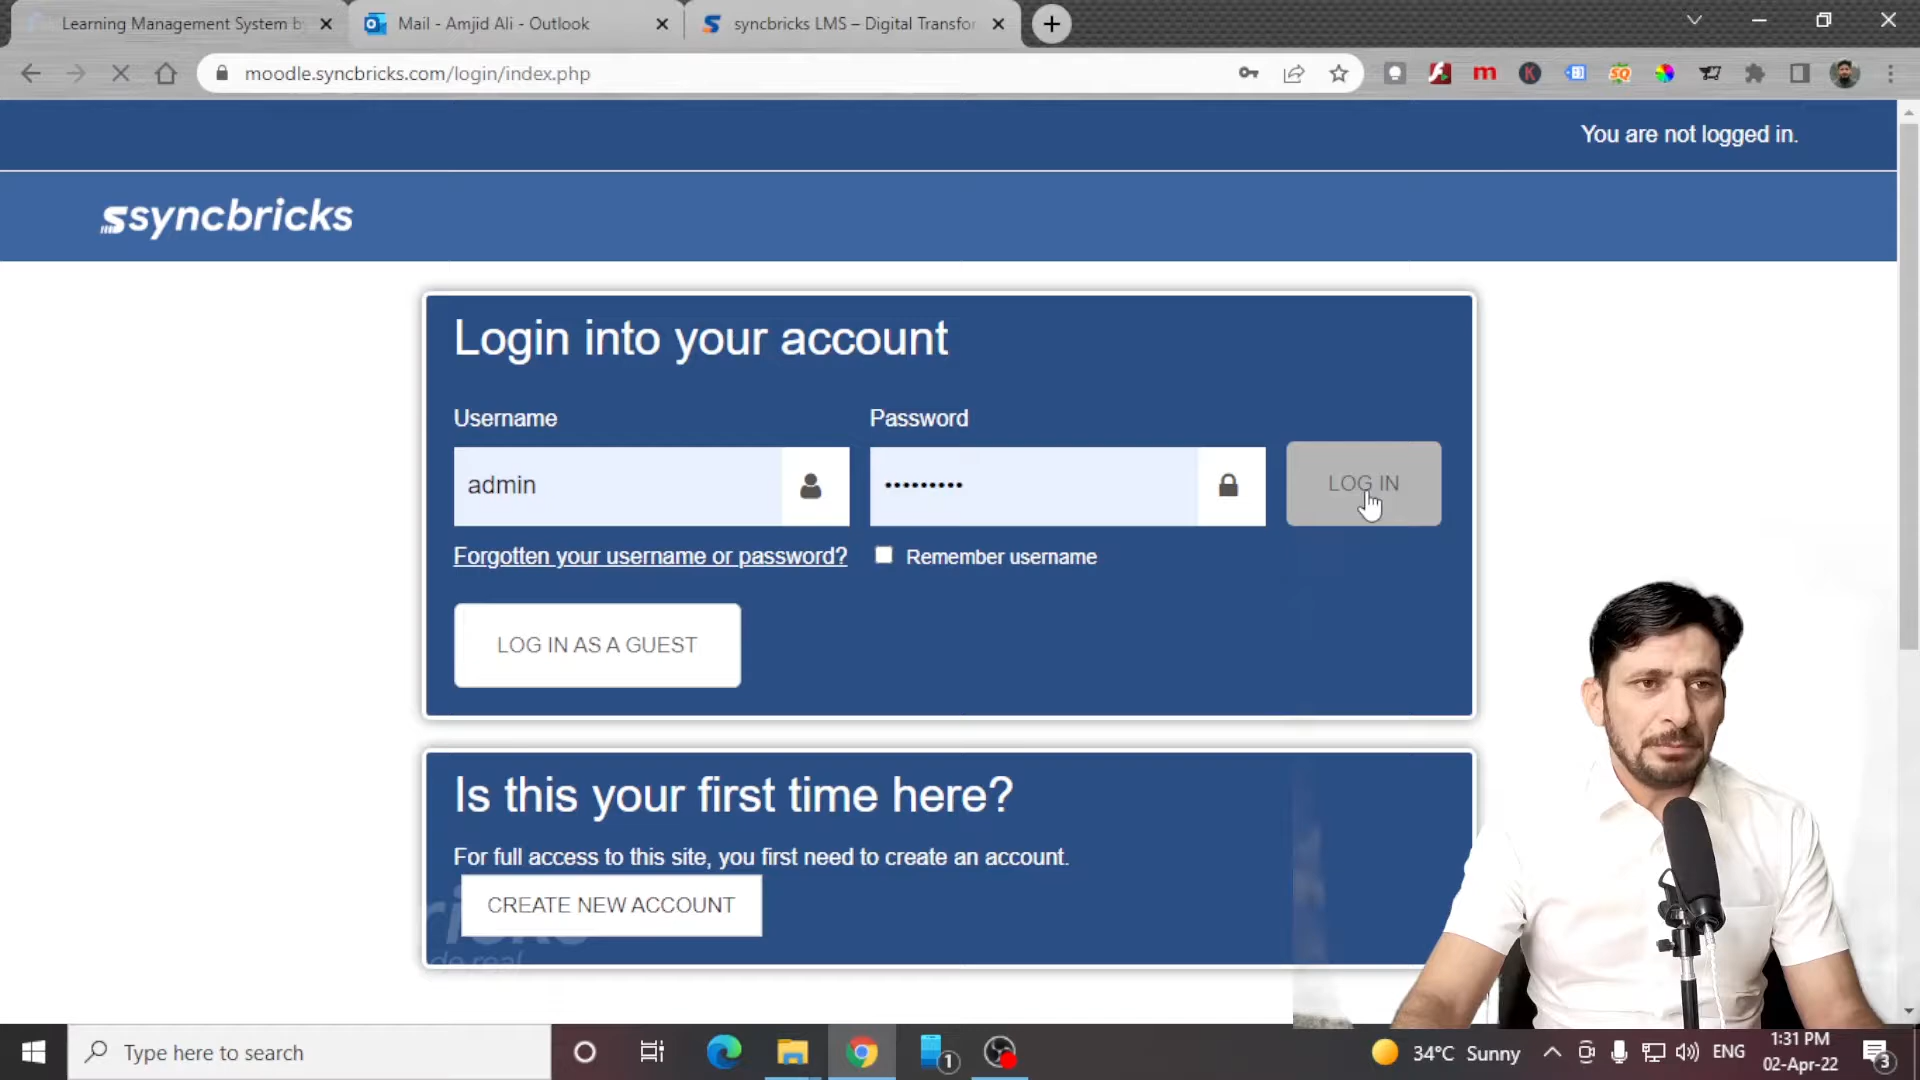 Learning Management System b
Mail - Amjid Ali - Outlook
syncbricks LMS – Digital Transfor
moodle.syncbricks.com/login/index.php
You are not logged in.
syncbricks
Login into your account
Username
Password
admin
•••••••••
LOG IN
Forgotten your username or password?
Remember username
LOG IN AS A GUEST
Is this your first time here?
For full access to this site, you first need to create an account.
CREATE NEW ACCOUNT
de real
Type here to search
1
34°C Sunny
ENG
1:31 PM
02-Apr-22
3